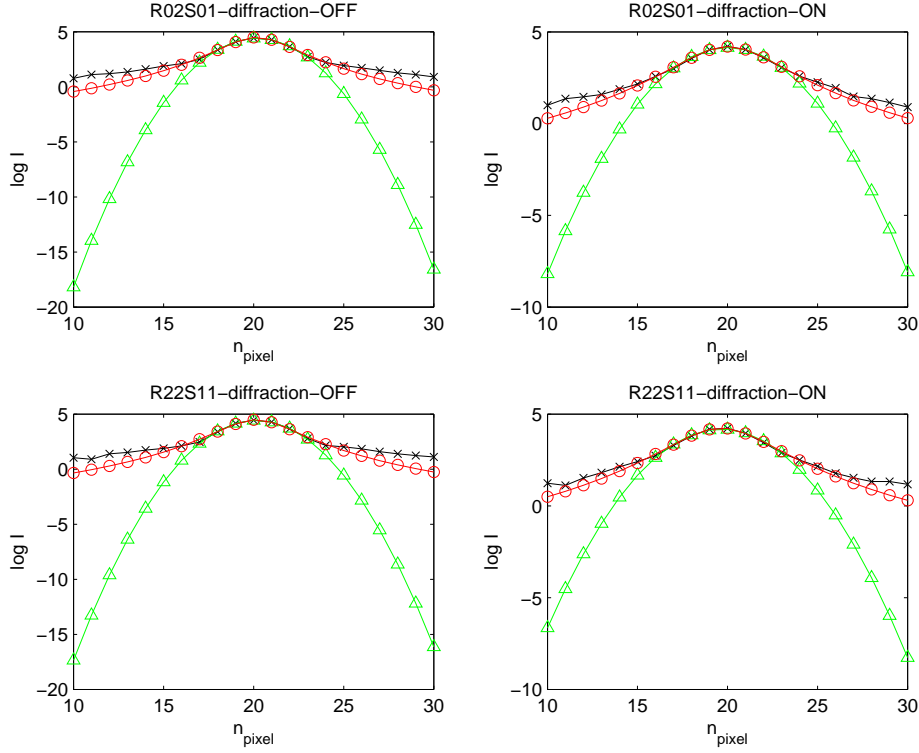 R02S01−diffraction−OFF
5
0
−5
−10
−15
−20
10 15 20 25 30
log I
n_pixel
R02S01−diffraction−ON
5
0
−5
−10
10 15 20 25 30
log I
n_pixel
R22S11−diffraction−OFF
5
0
−5
−10
−15
−20
10 15 20 25 30
log I
n_pixel
R22S11−diffraction−ON
5
0
−5
−10
10 15 20 25 30
log I
n_pixel